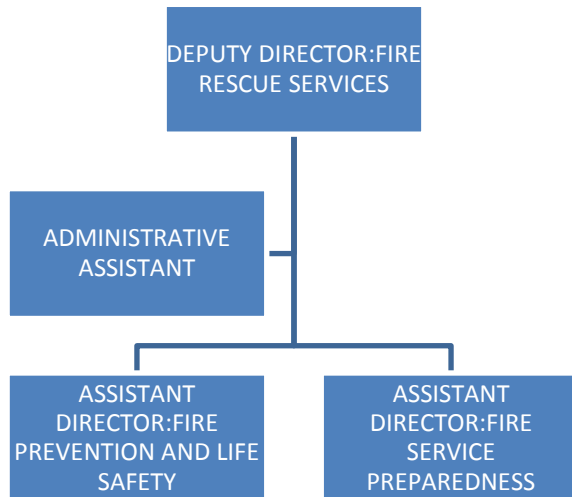 DEPUTY DIRECTOR:FIRE
RESCUE SERVICES
ADMINISTRATIVE
ASSISTANT
ASSISTANT
DIRECTOR:FIRE
PREVENTION AND LIFE
SAFETY
ASSISTANT
DIRECTOR:FIRE
SERVICE
PREPAREDNESS